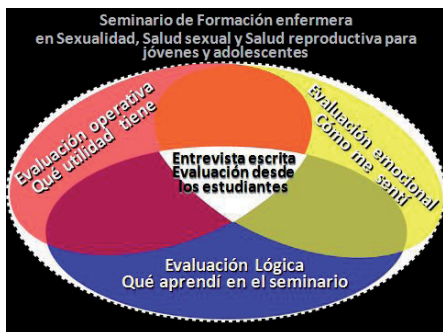 Seminario de Formación enfermera
en Sexualidad, Salud sexual y Salud reproductiva para
jóvenes y adolescentes
Evaluación operativa
Qué utilidad tiene
Evaluación emocional
Cómo me sentí
Entrevista escrita
Evaluación desde
los estudiantes
Evaluación Lógica
Qué aprendí en el seminario